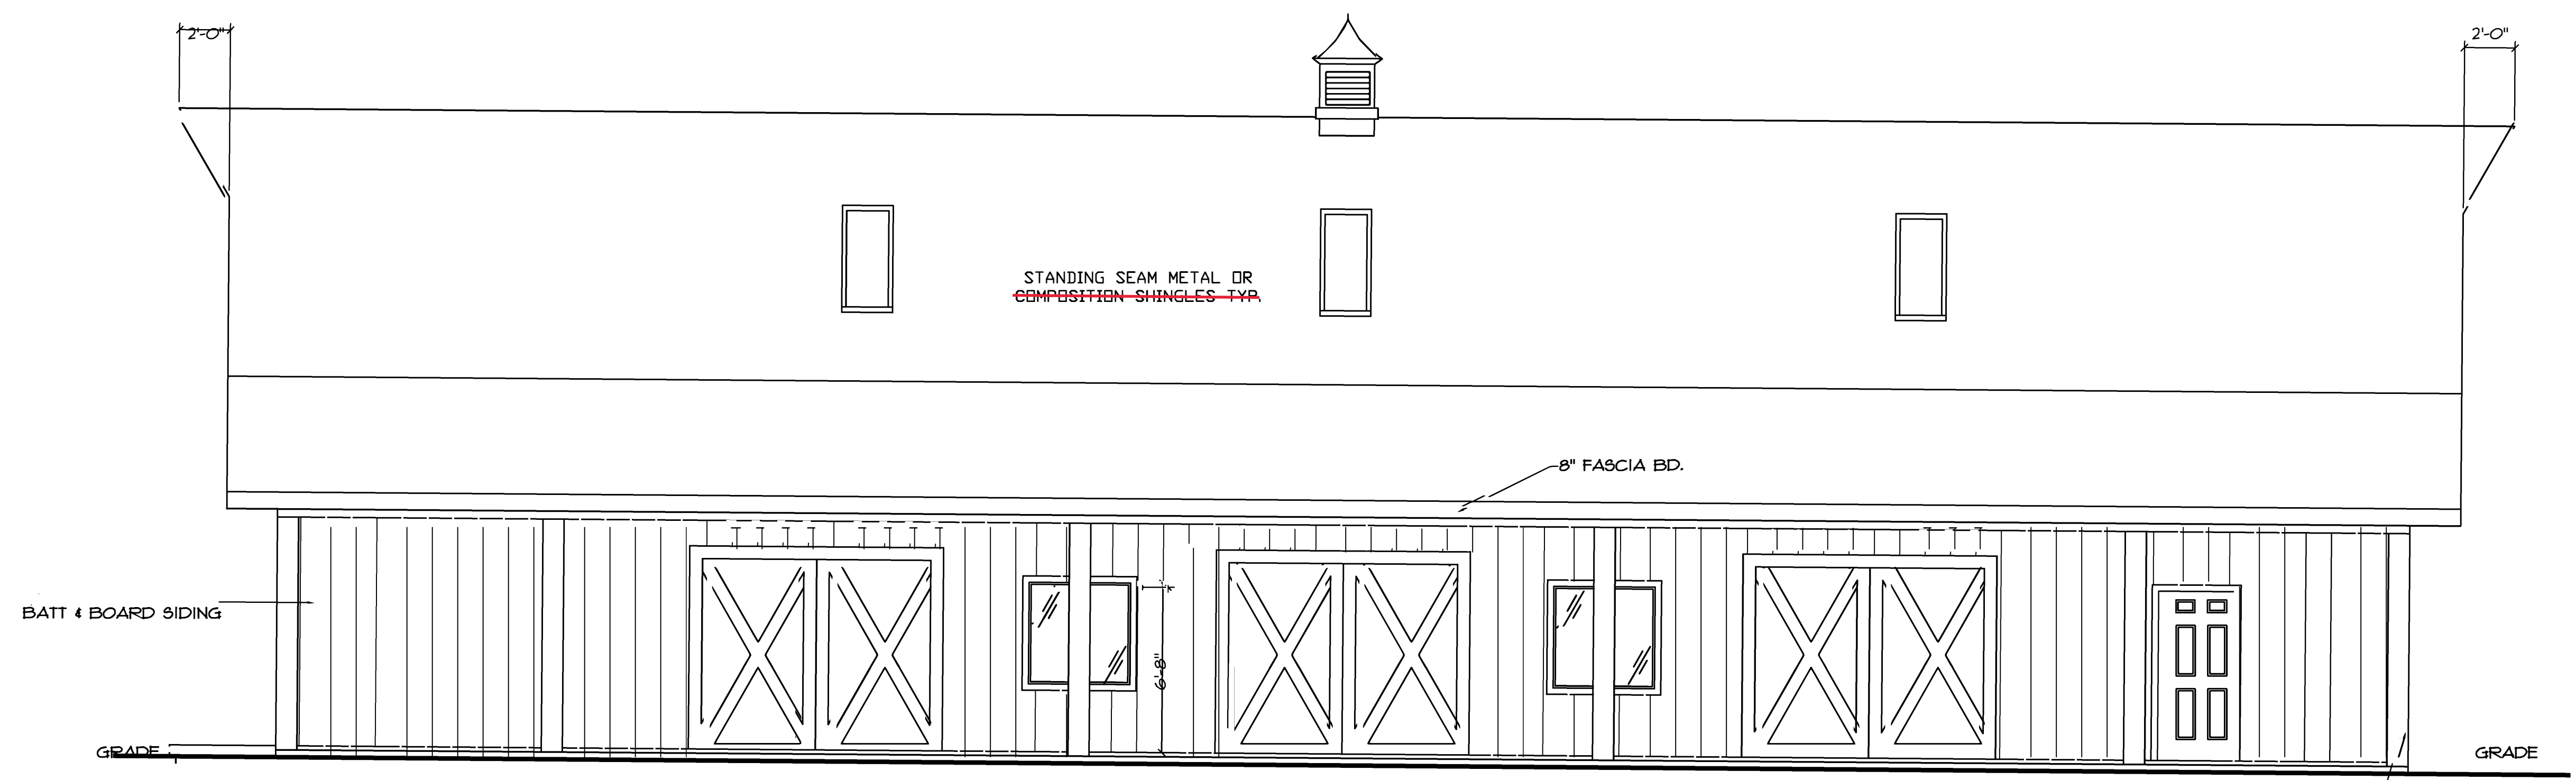 2'-0"
2'-0"
STANDING SEAM METAL OR
COMPOSITION SHINGLES TYP.
8" FASCIA BD.
BATT & BOARD SIDING
6'-8"
GRADE
GRADE